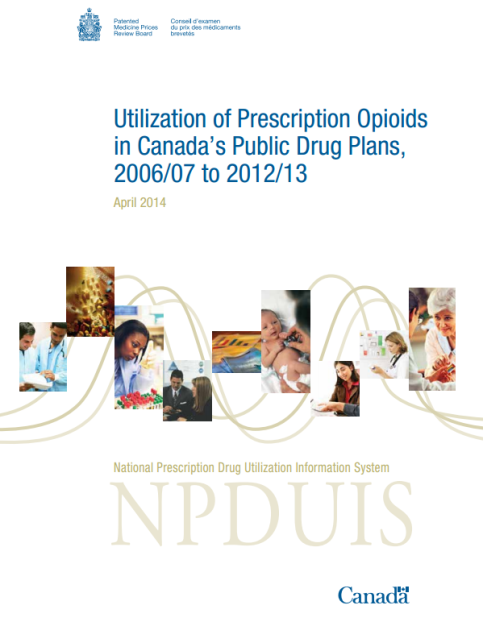 Patented
Medicine Prices
Review Board
Conseil d'examen
du prix des médicaments
brevetés
Utilization of Prescription Opioids
in Canada's Public Drug Plans,
2006/07 to 2012/13
April 2014
National Prescription Drug Utilization Information System
NPDUIS
Canada